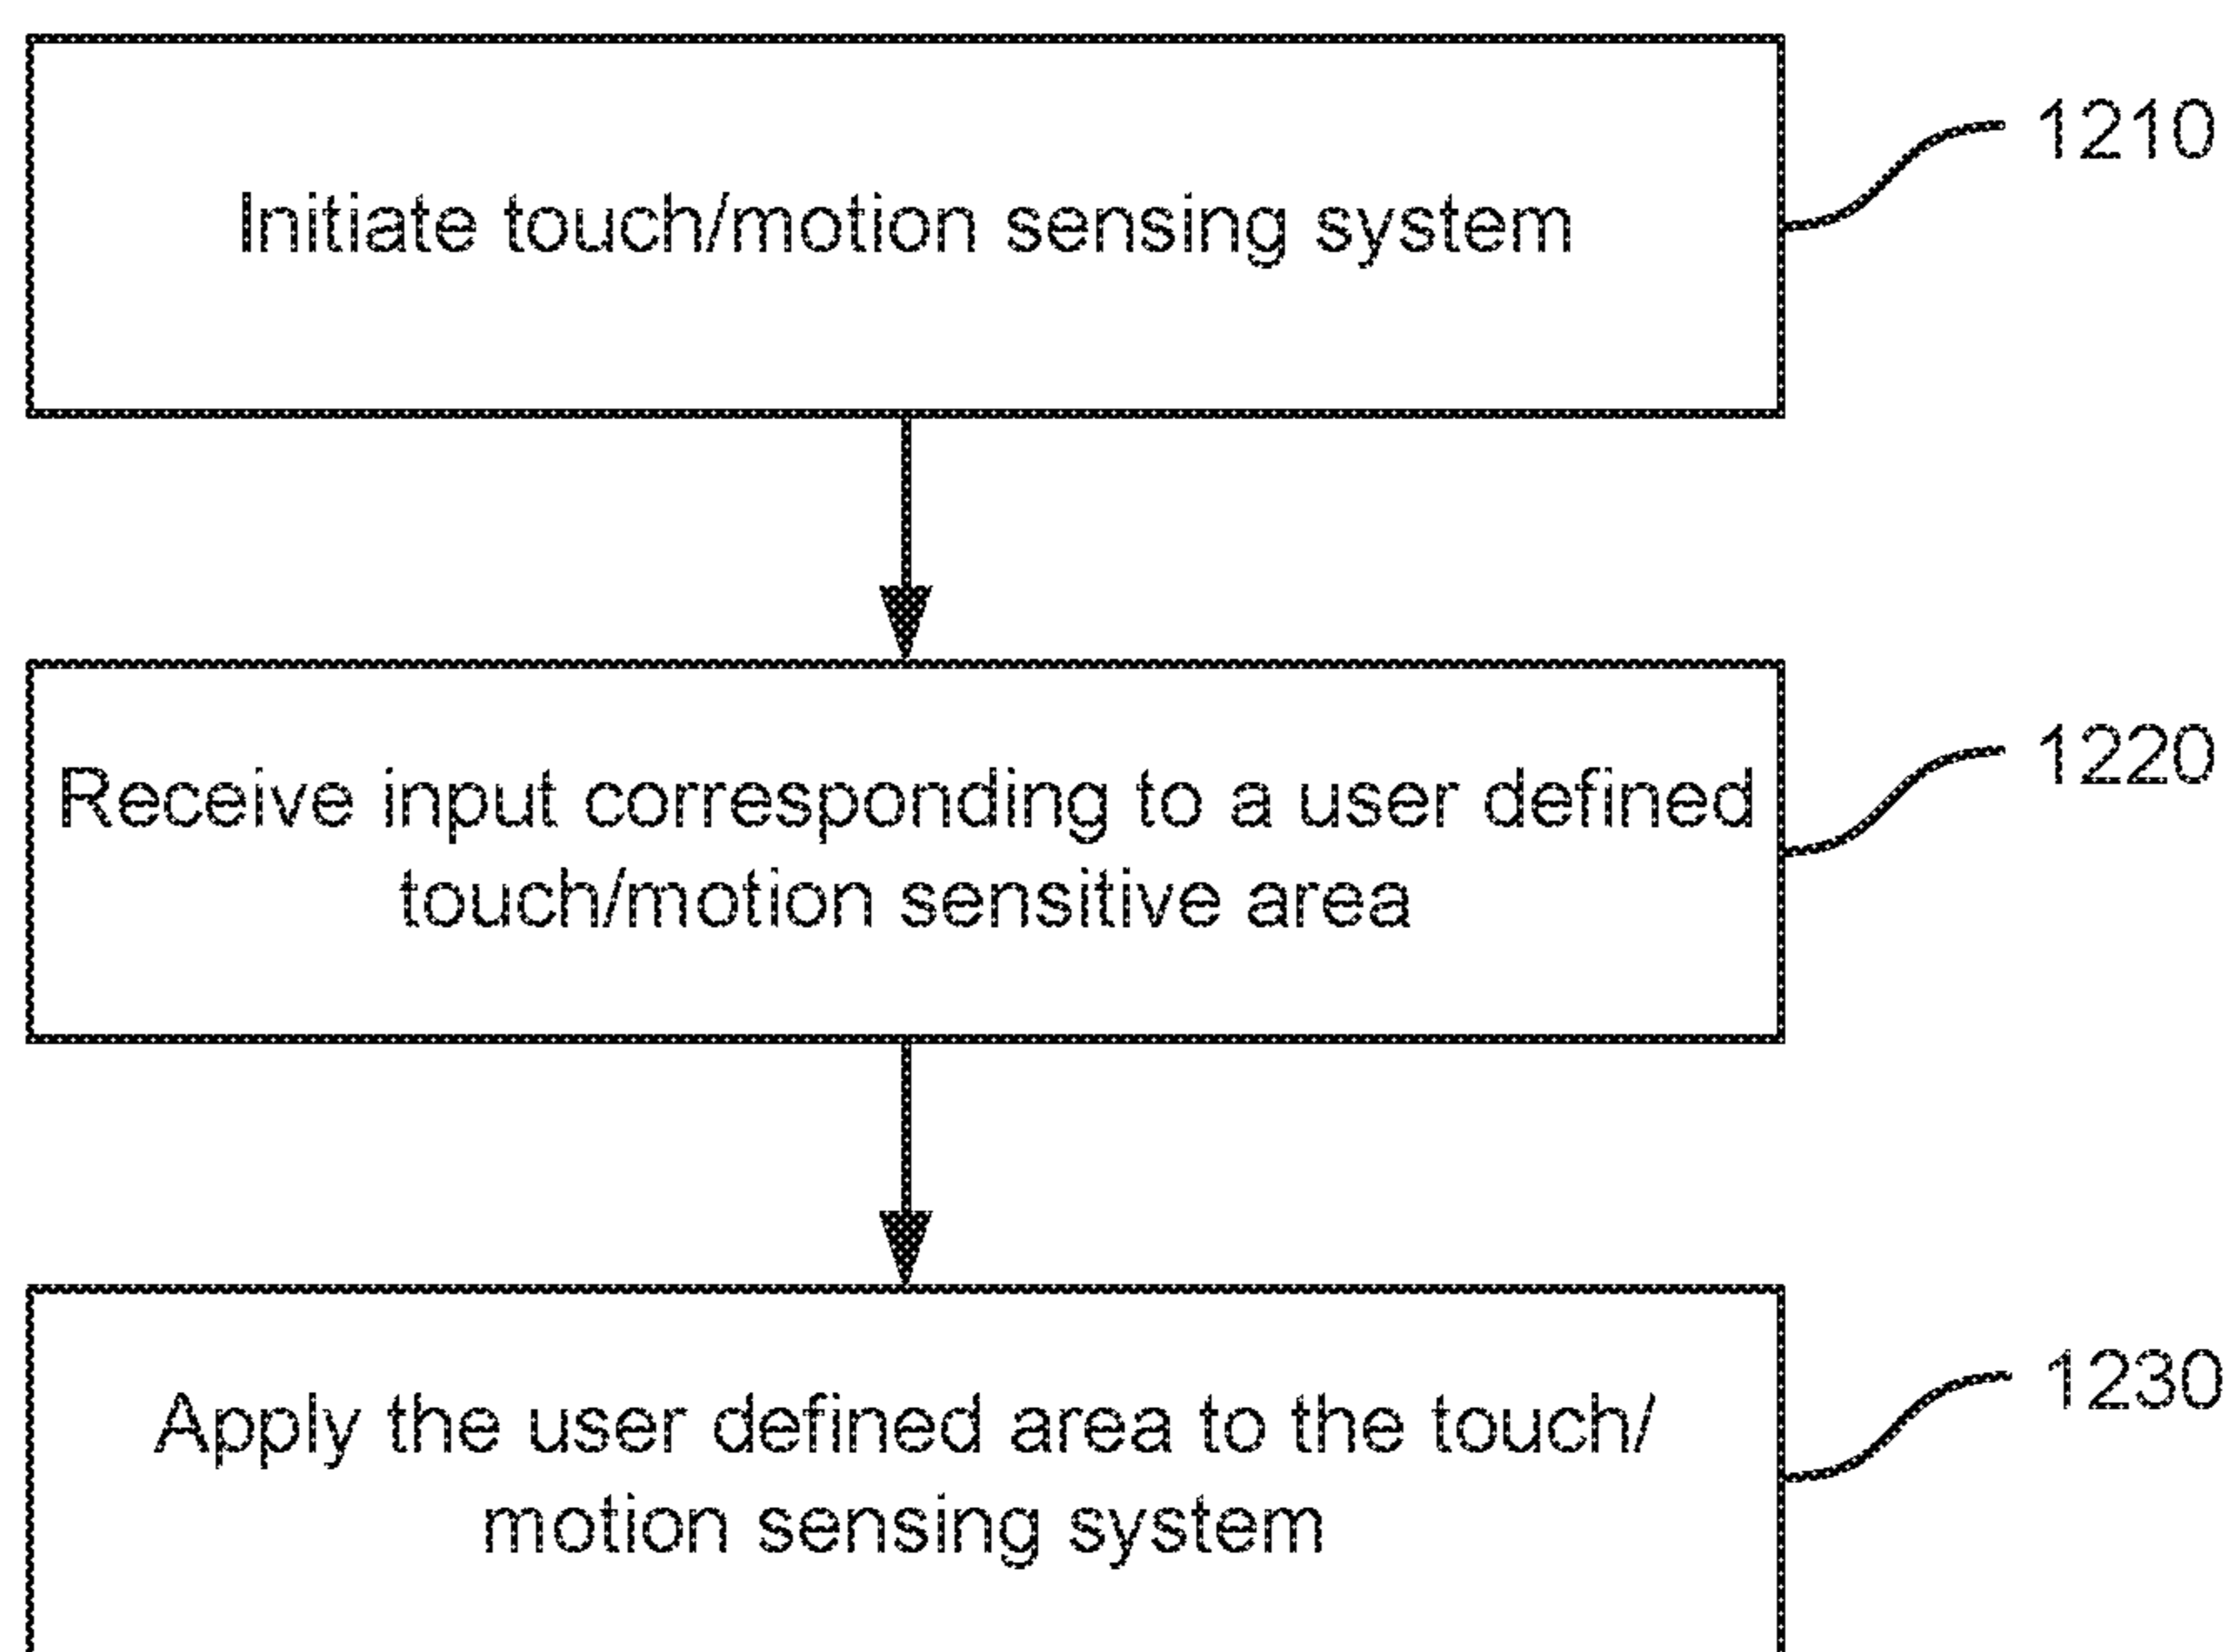 1210
Initiate touch/motion sensing system
1220
Receive input corresponding to a user defined
touch/motion sensitive area
1230
Apply the user defined area to the touch/
motion sensing system